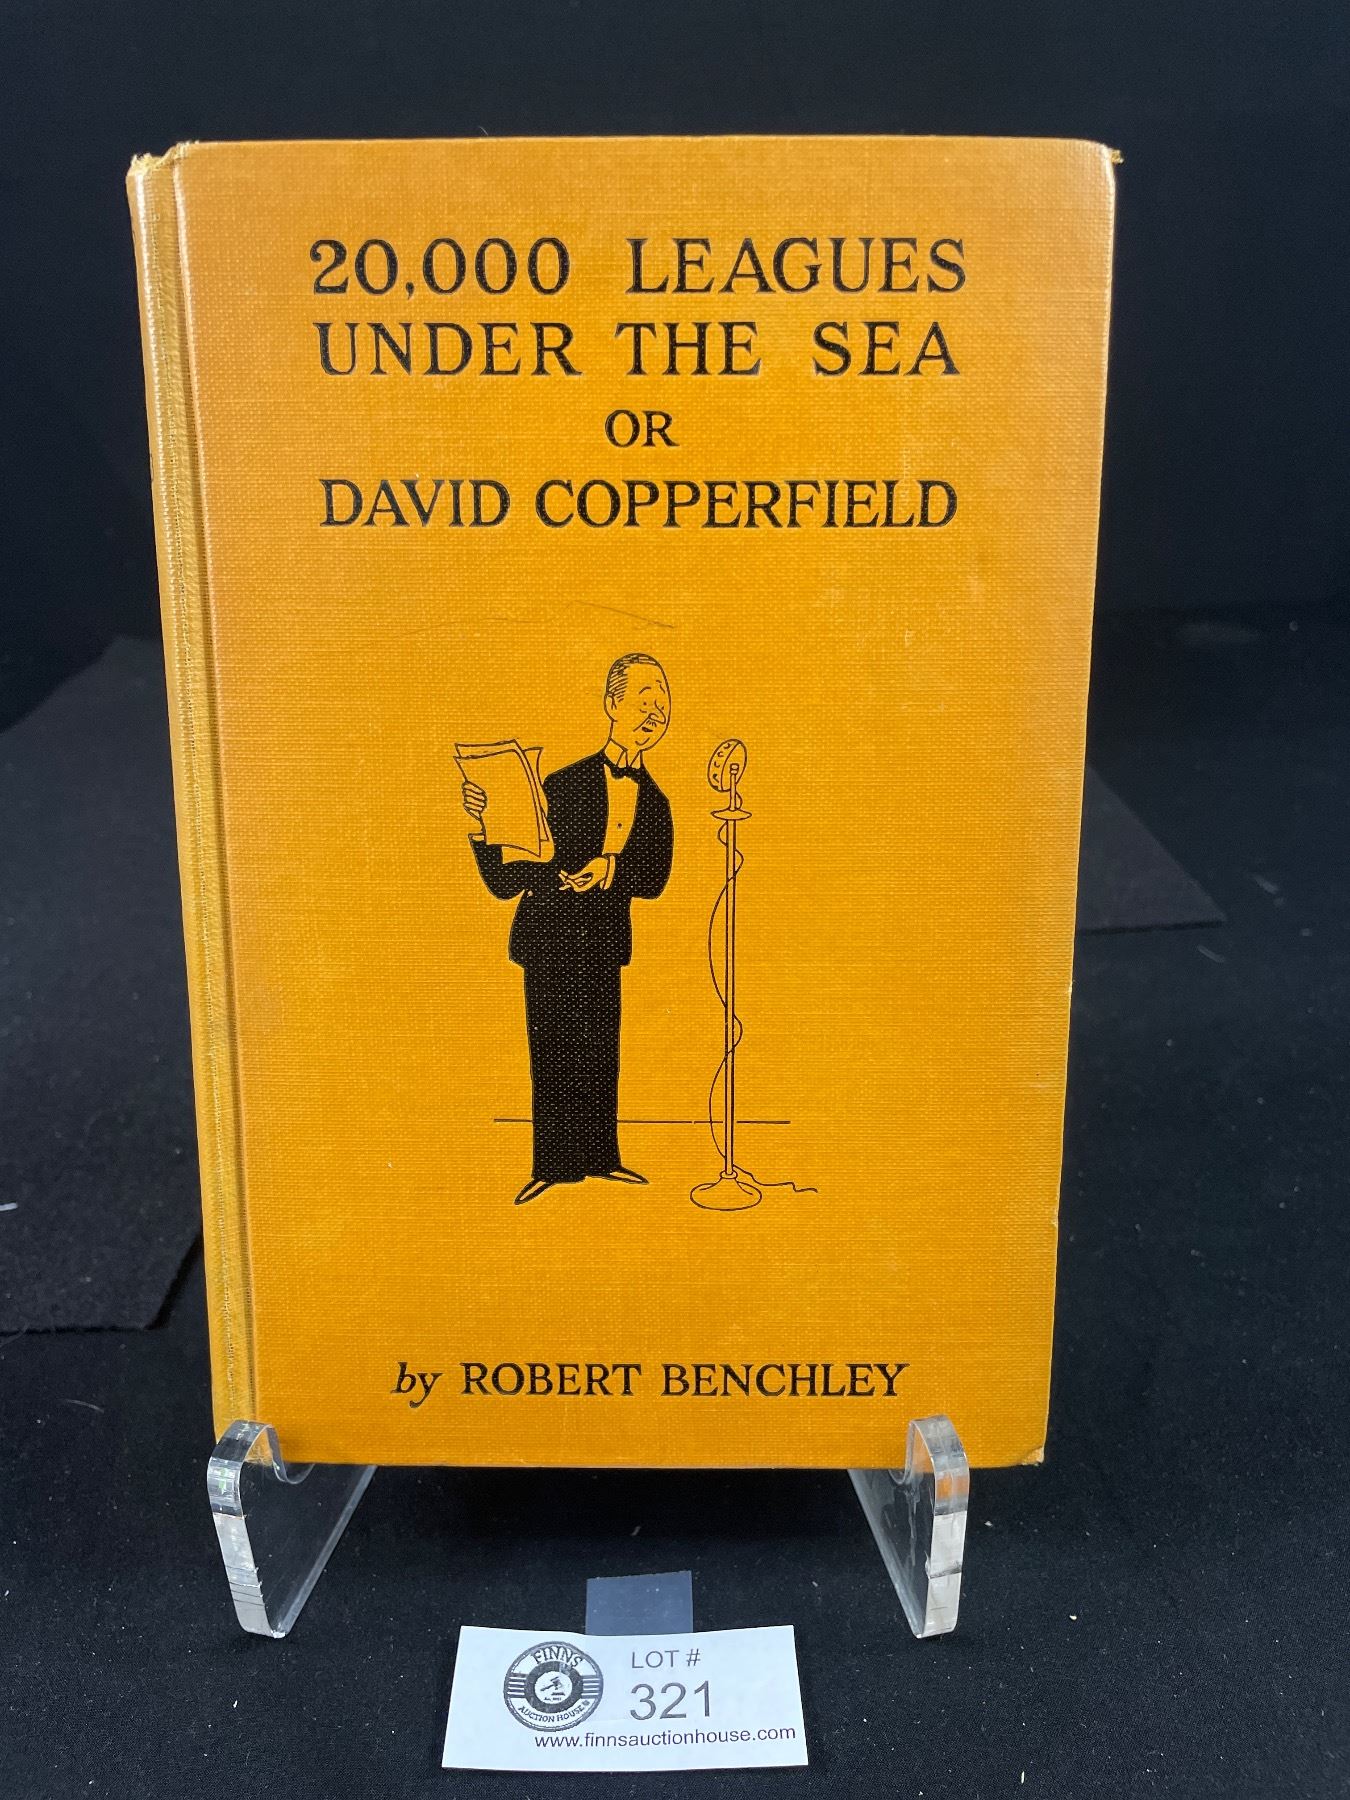 20,000 LEAGUES
UNDER THE SEA
OR
DAVID COPPERFIELD
by ROBERT BENCHLEY
FINNS
AUCTION HOUSE
LOT #
321
www.finnsauctionhouse.com